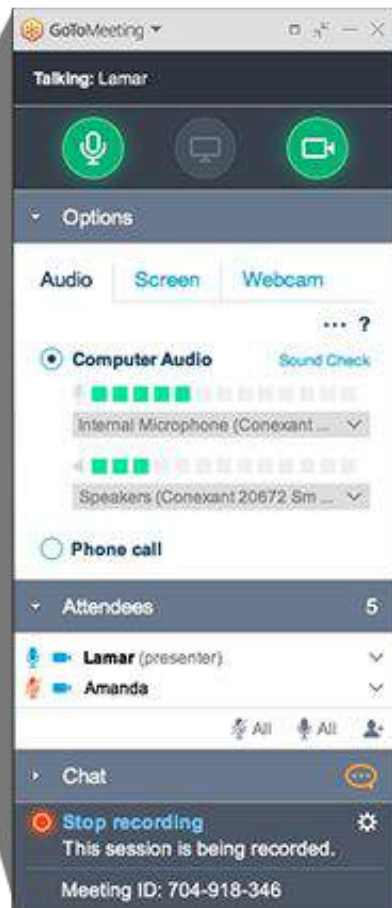 GoToMeeting
Talking: Lamar
Options
Audio Screen Webcam
... ?
Computer Audio Sound Check
Internal Microphone (Conexant ...
Speakers (Conexant 20672 Sm ...
Phone call
Attendees 5
Lamar (presenter)
Amanda
All All
Chat
Stop recording
This session is being recorded.
Meeting ID: 704-918-346